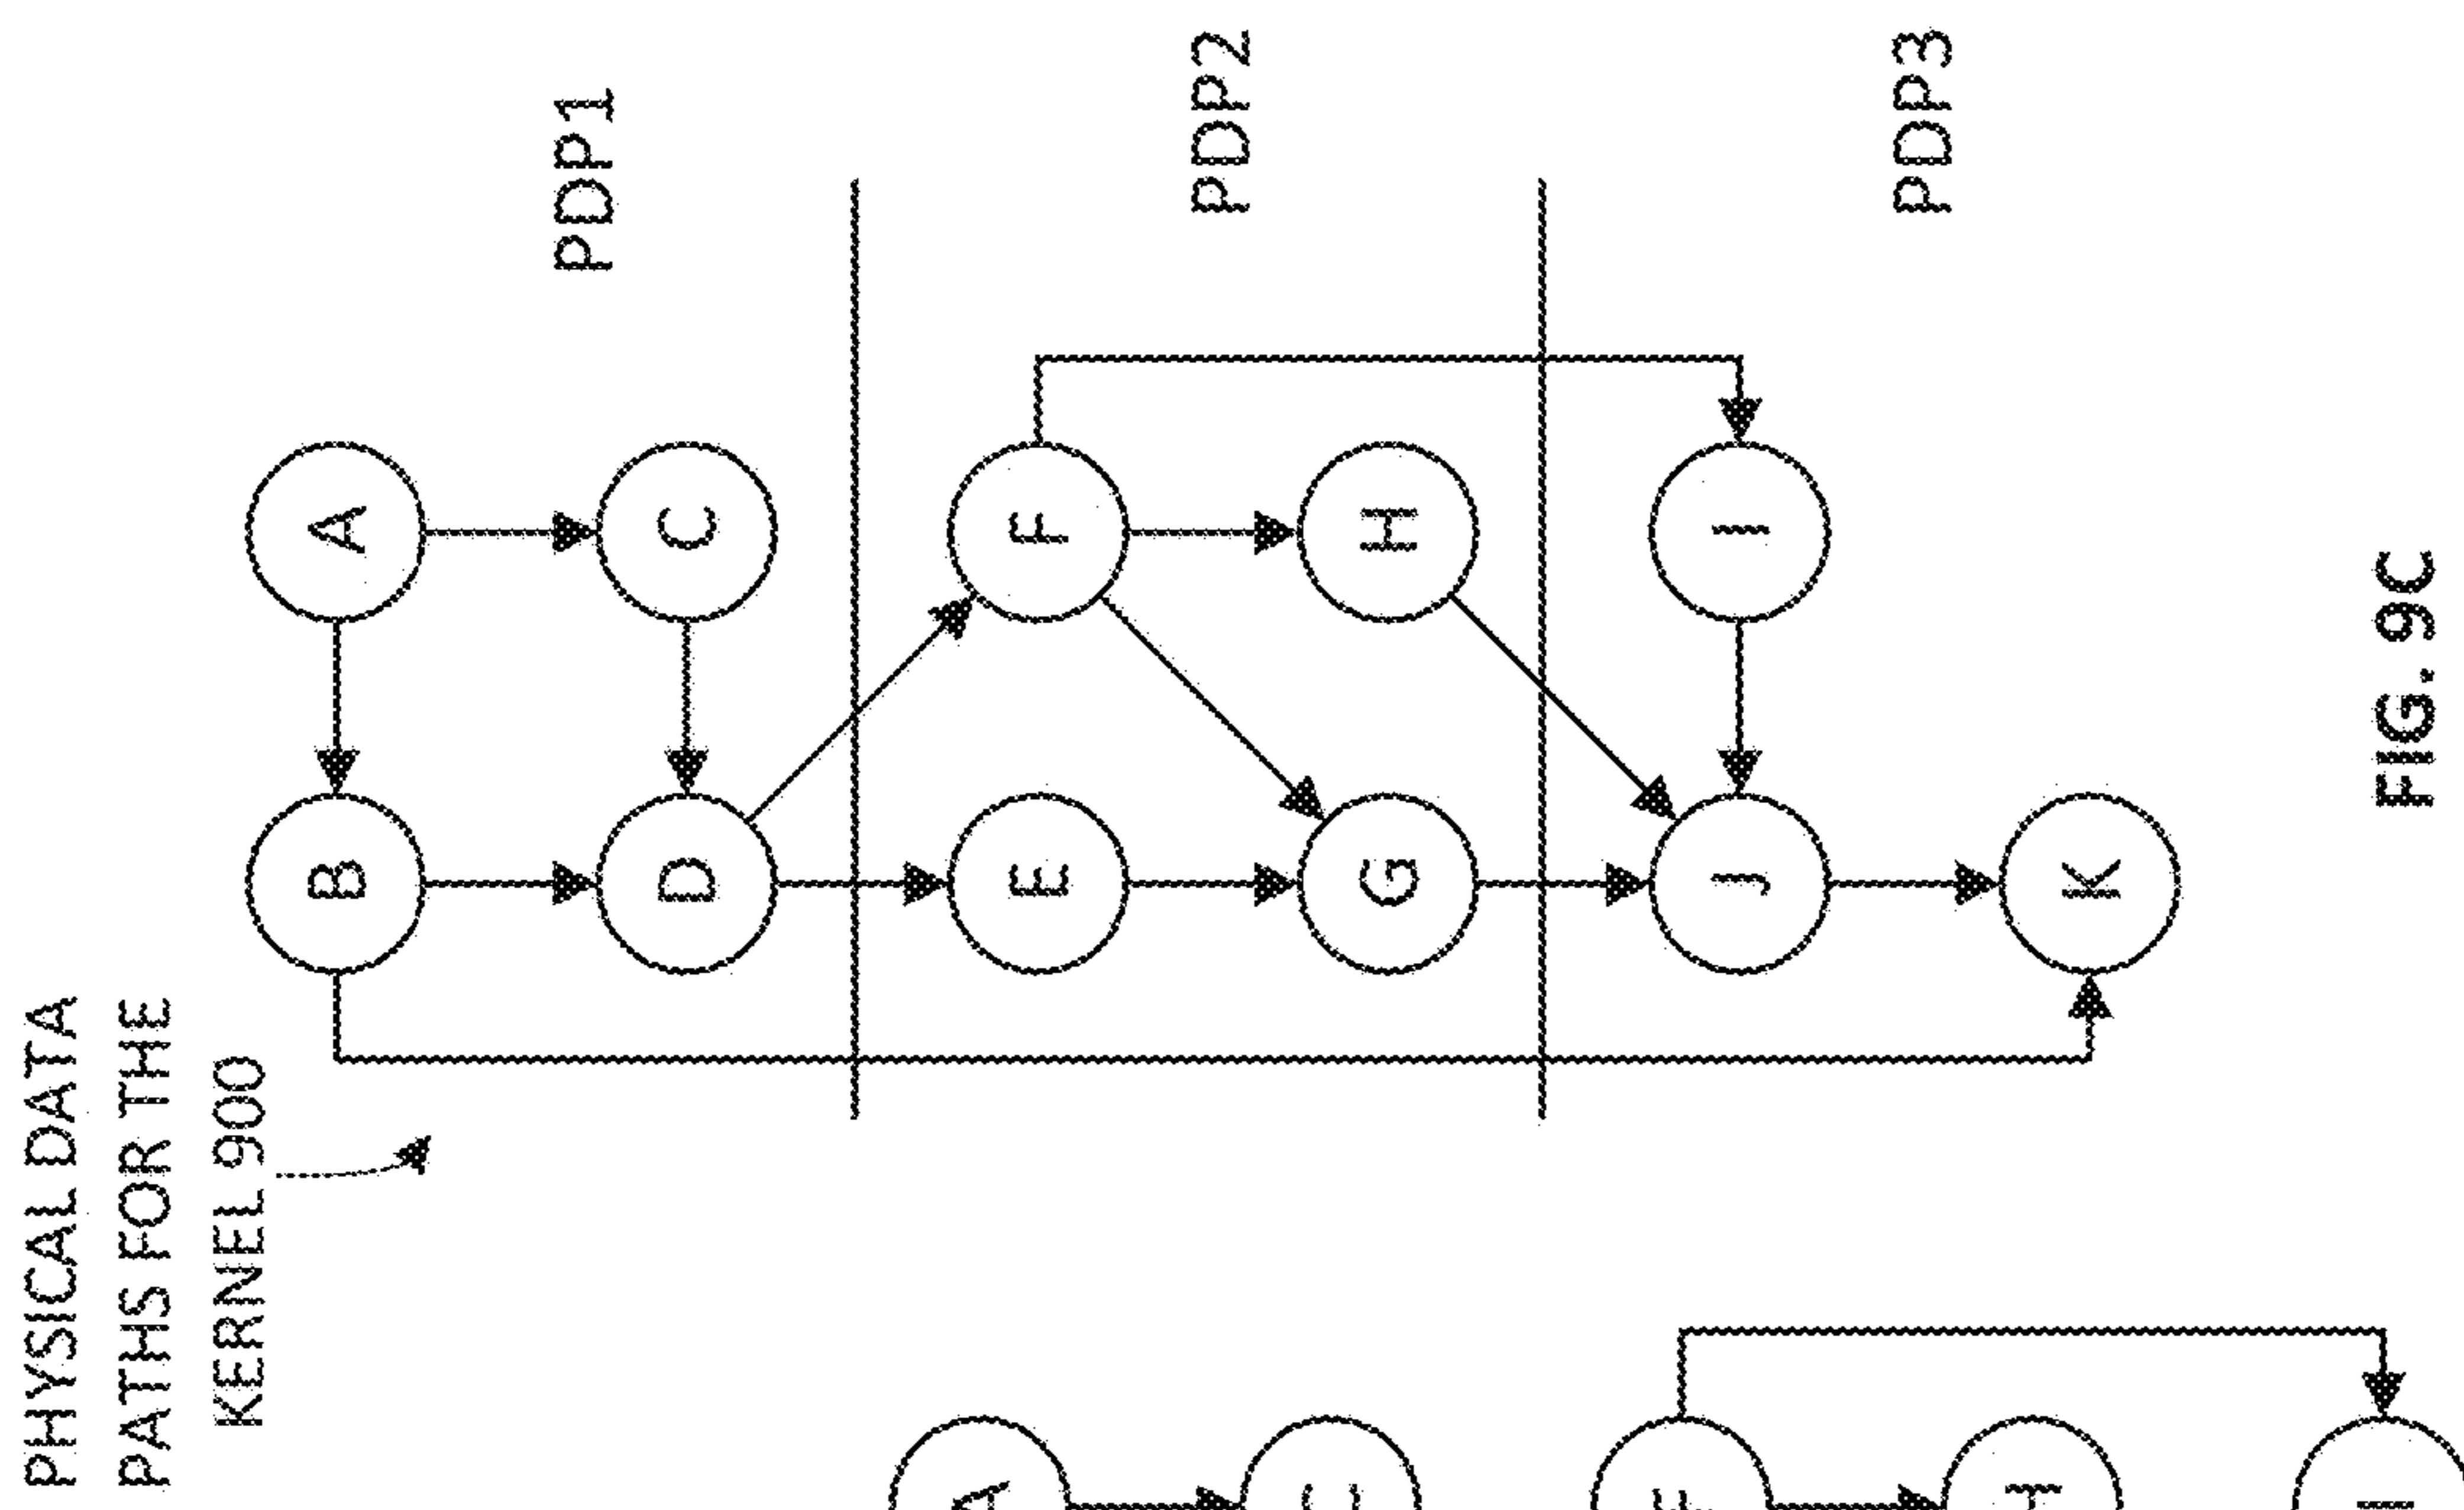 PHYSICAL DATA
PATHS FOR THE
KERNEL 900
B
A
D
C
PDP1
E
F
G
H
PDP2
J
I
K
PDP3
FIG. 9C
A
C
F
H